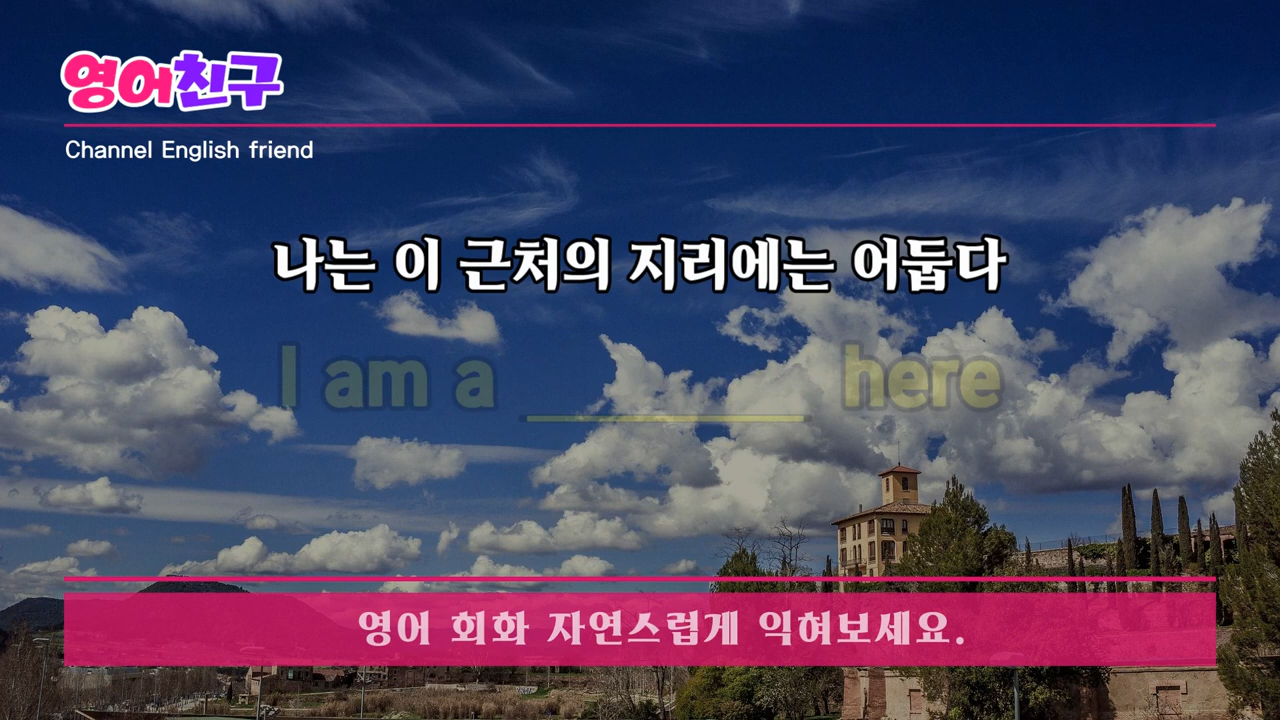 영어친구
Channel English friend
나는 이 근처의 지리에는 어둡다
I am a ________ here
영어 회화 자연스럽게 익혀보세요.